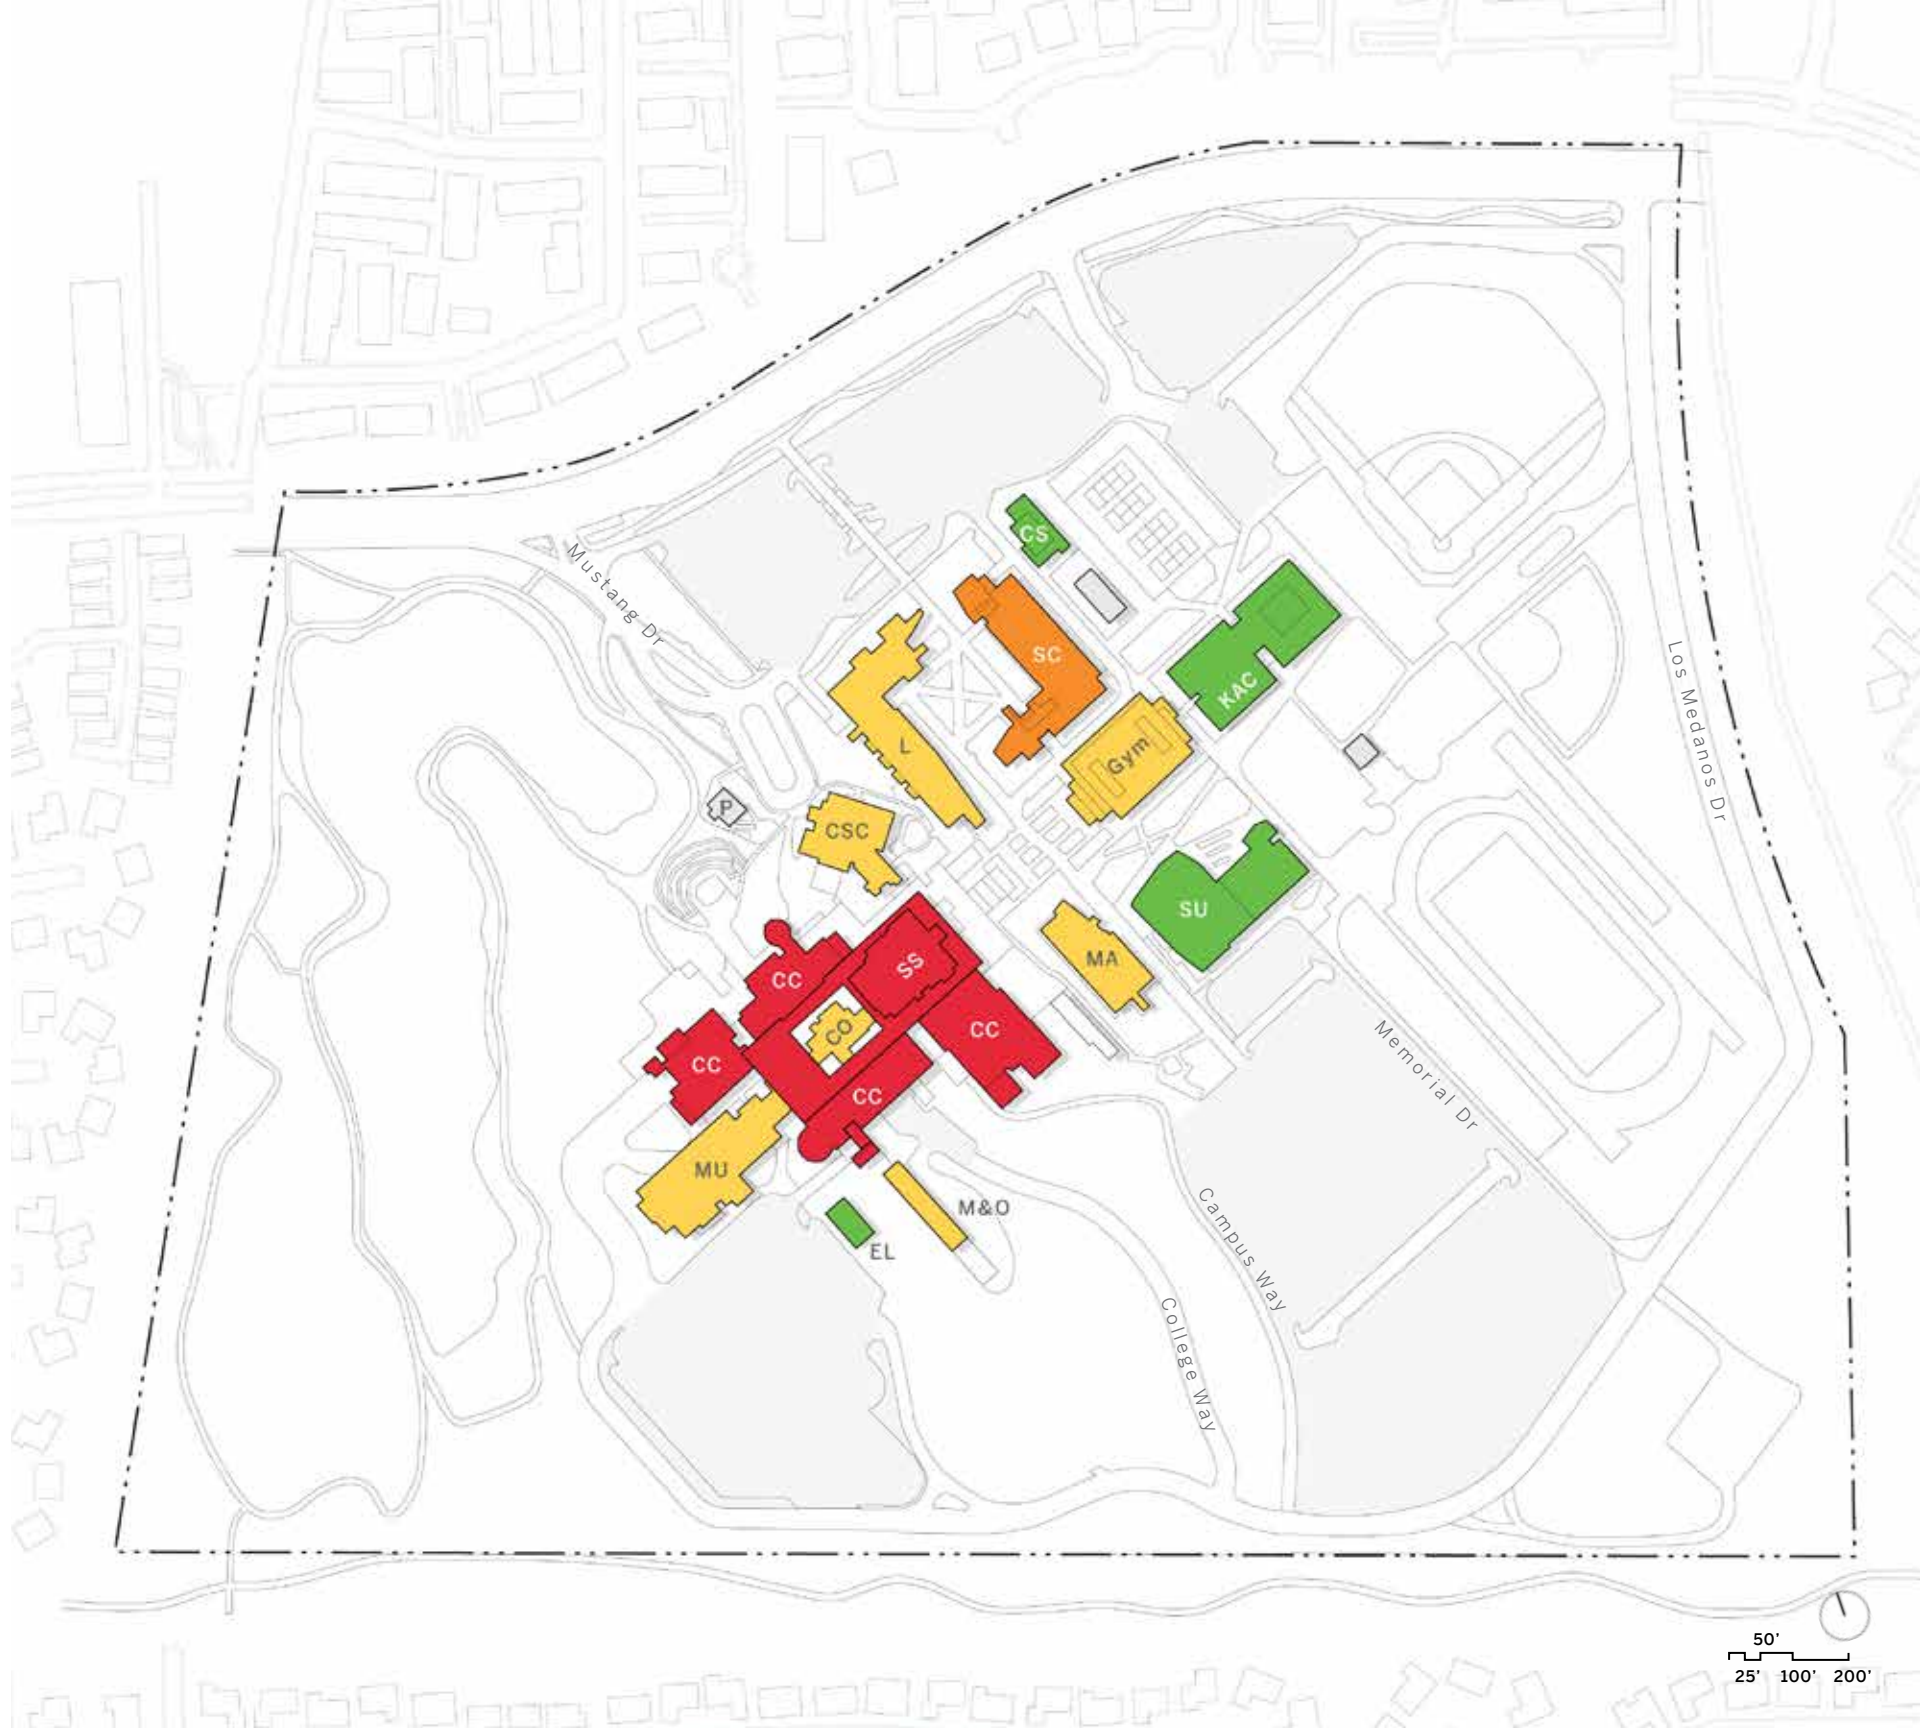 CS
Mustang Dr
SC
KAC
L
Gym
Los Medanos Dr
P
CSC
SU
MA
SS
CC
CO
CC
CC
CC
Memorial Dr
MU
M&O
EL
Campus Way
College Way
50'
25' 100' 200'